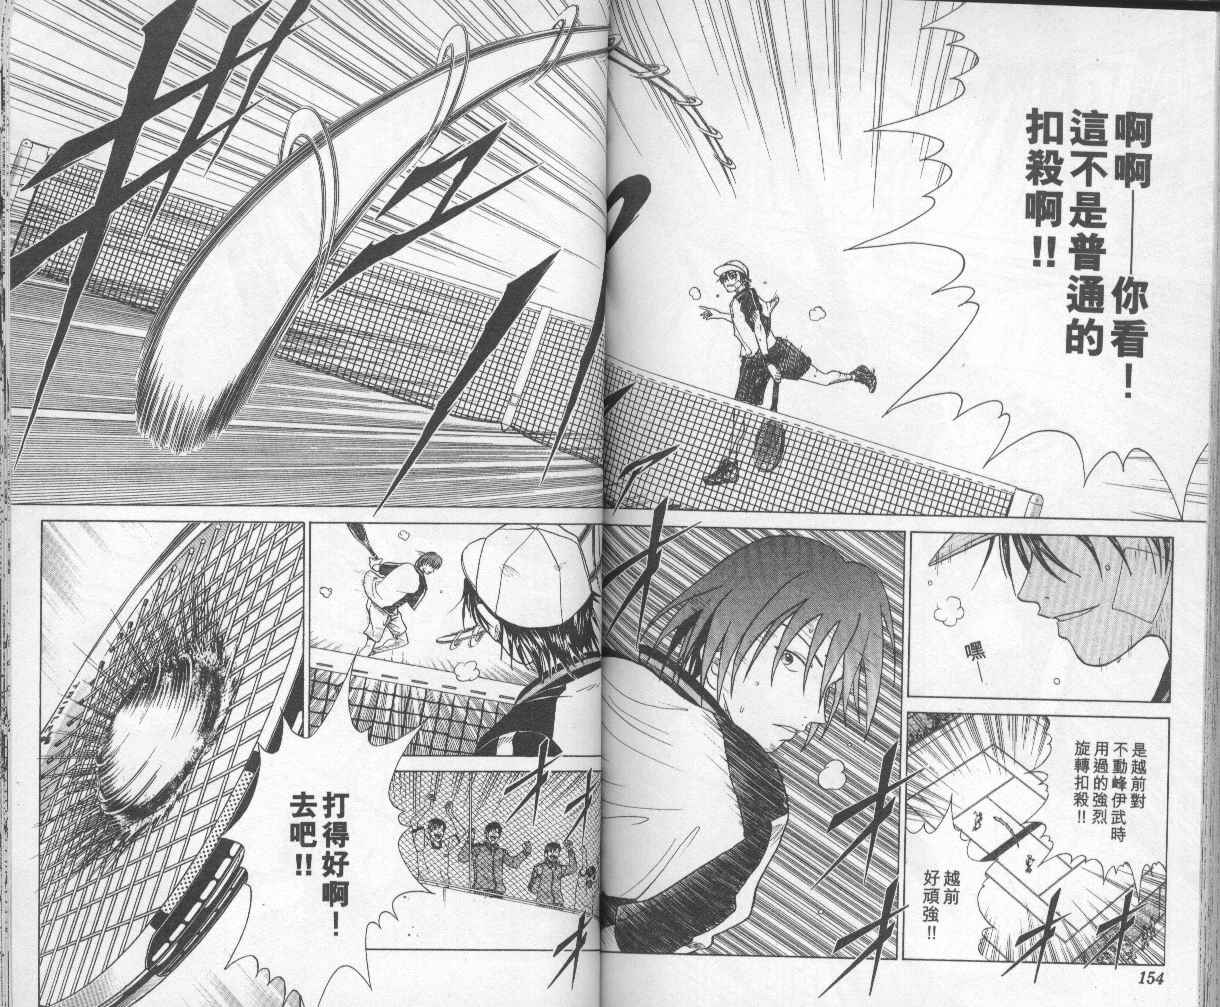 啊啊——你看！
這不是普通的
扣殺啊!!
嘿
是越前對
不動峰伊武時
用過的強烈
旋轉扣殺!!
越前
好頑強!!
打得好啊！
去吧!!
154